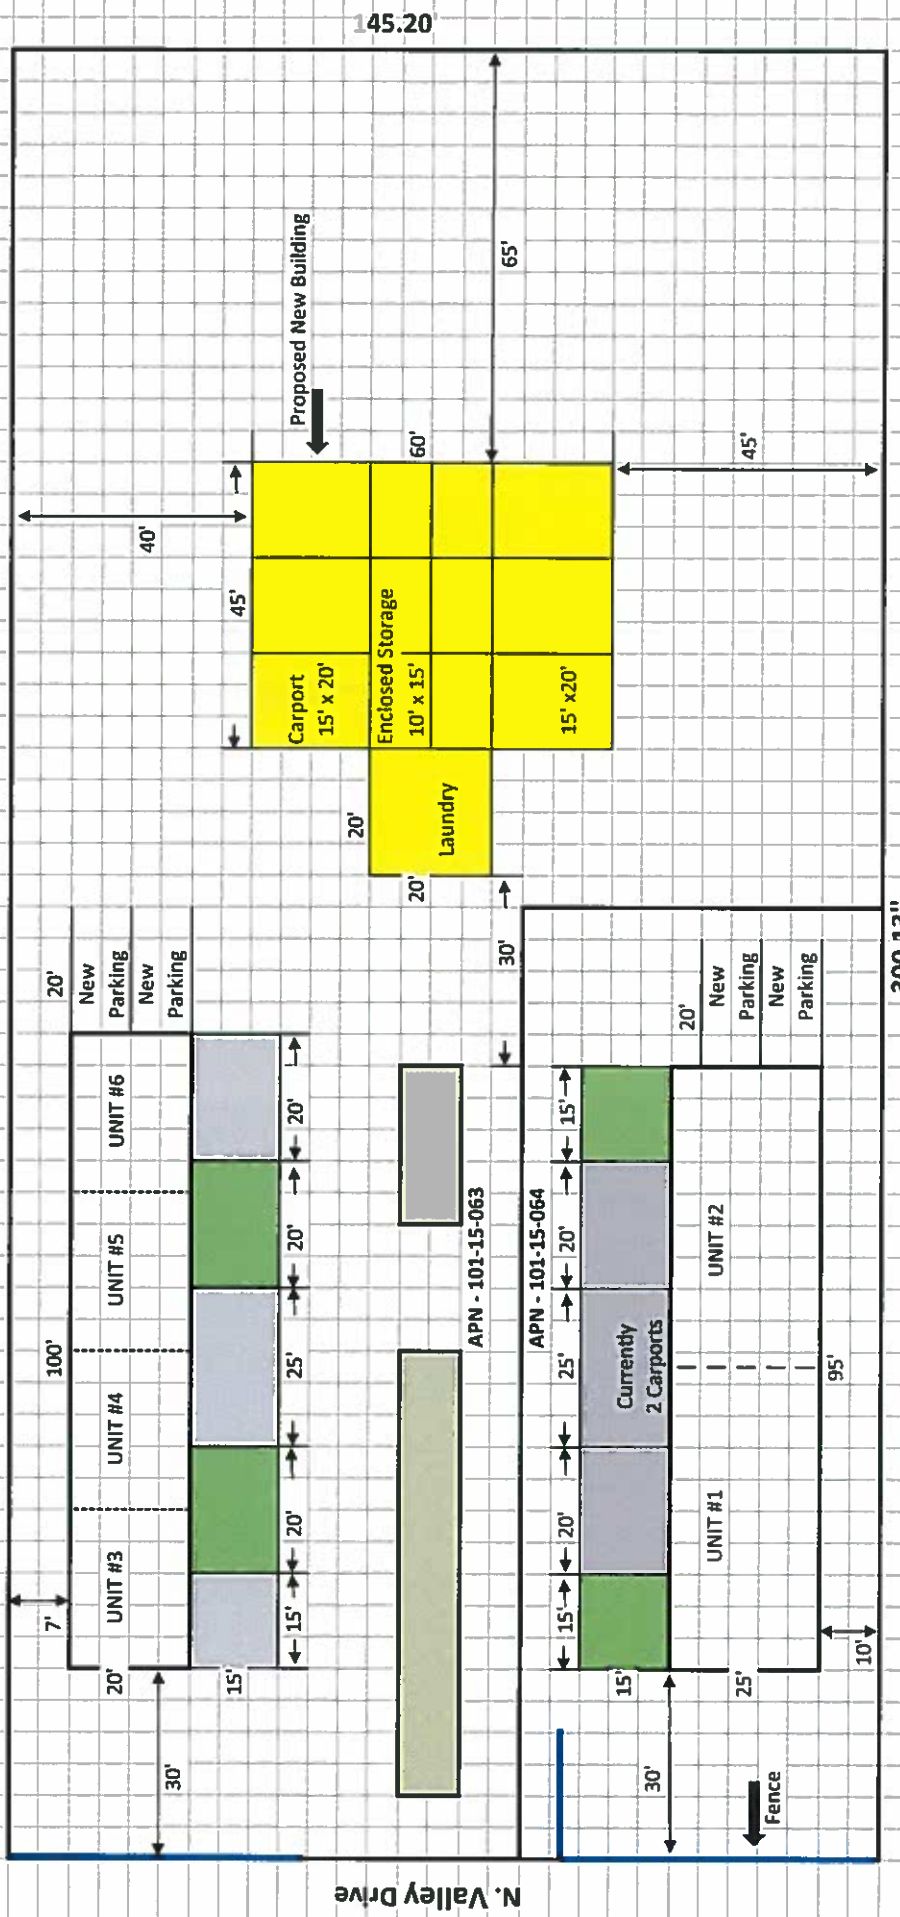 145.20'
Proposed New Building
65'
40'
45'
60'
45'
Carport
15' x 20'
Enclosed Storage
10' x 15'
15' x20'
20'
Laundry
20'
30'
20'
New
Parking
New
Parking
20'
New
Parking
New
Parking
UNIT #6
UNIT #5
UNIT #4
UNIT #3
100'
20'
20'
25'
20'
15'
7'
20'
15'
30'
APN - 101-15-063
APN - 101-15-064
15'
20'
25'
20'
15'
Currently
2 Carports
UNIT #2
UNIT #1
95'
15'
25'
10'
30'
Fence
N. Valley Drive